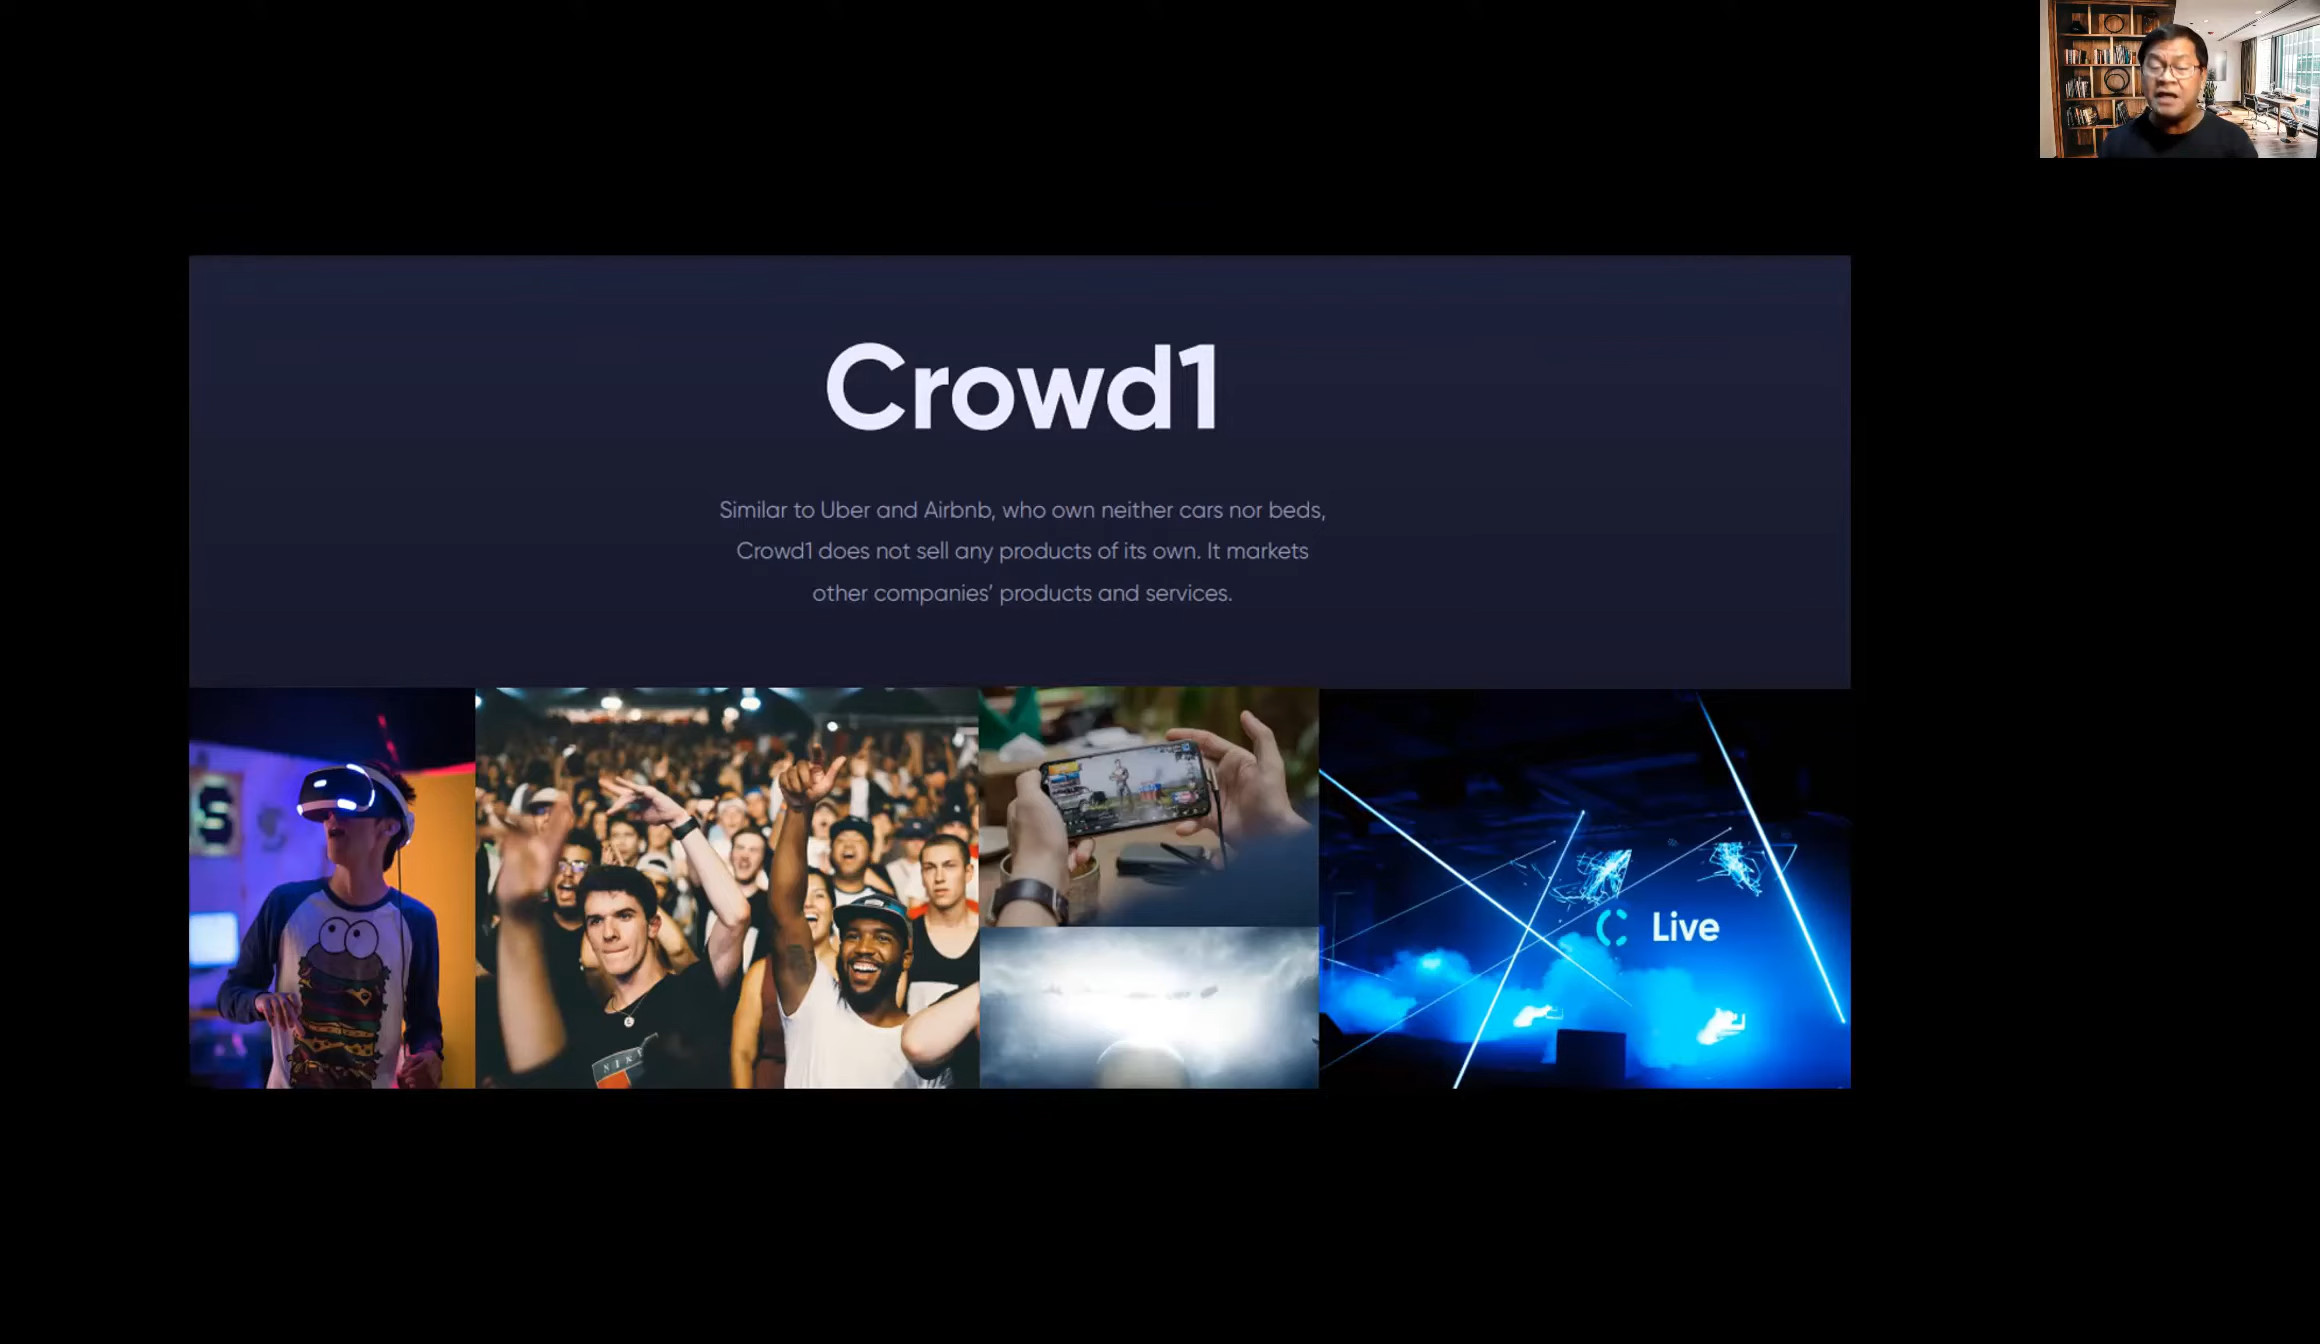 Crowd1
Similar to Uber and Airbnb, who own neither cars nor beds,
Crowd1 does not sell any products of its own. It markets
other companies’ products and services.
Live